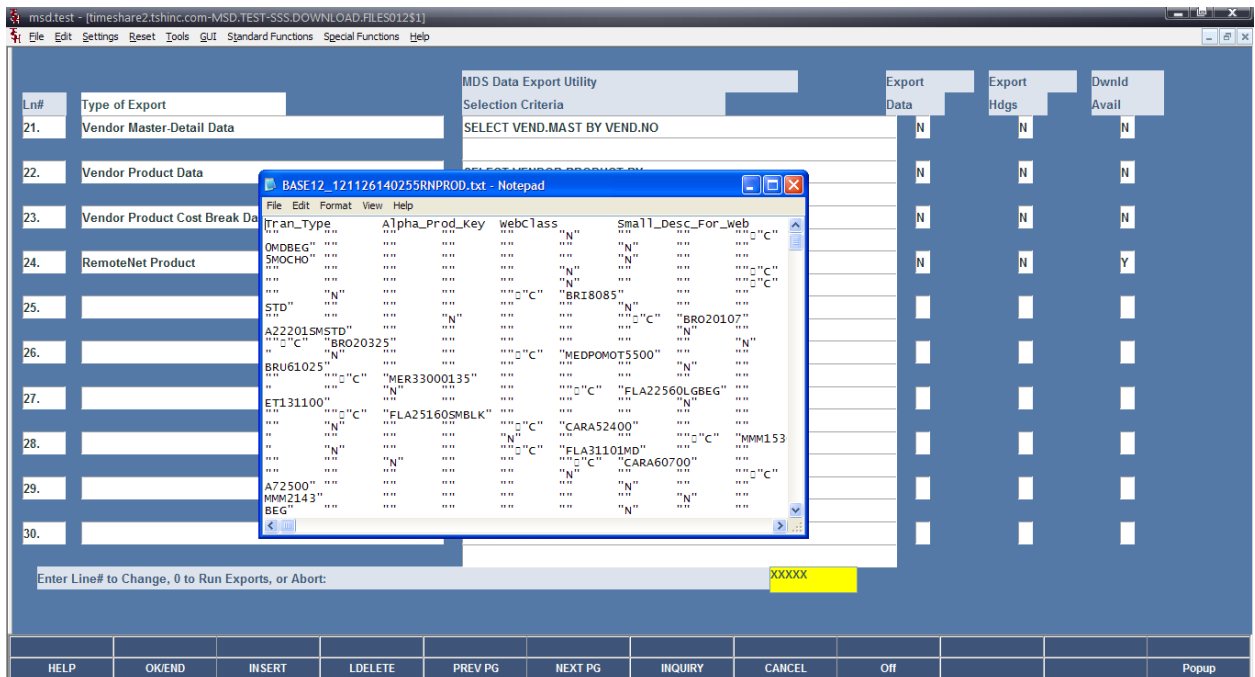 msd.test - [timeshare2.tshinc.com-MSD.TEST-SSS.DOWNLOAD.FILES012$1]
File Edit Settings Reset Tools GUI Standard Functions Special Functions Help
MDS Data Export Utility Export Export Dwnld
Ln# Type of Export Selection Criteria Data Hdgs Avail
21. Vendor Master-Detail Data SELECT VEND.MAST BY VEND.NO N N N
22. Vendor Product Data N N N
23. Vendor Product Cost Break Da N N N
24. RemoteNet Product N N Y
25.
26.
27.
28.
29.
30.
BASE12_121126140255RNPROD.txt - Notepad
File Edit Format View Help
Tran_Type Alpha_Prod_Key WebClass Small_Desc_For_Web
"" "" "" "" "" "N" "" "" ""□"C"
0MDBEG" "" "" "" "" "" "N" "" ""
5MOCHO" "" "" "" "" "" "N" "" ""
"" "" "" "" "" "N" "" "" ""□"C"
"" "" "" "" "" "N" "" "" ""□"C"
"" "N" "" "" ""□"C" "BRI8085" "" ""
STD" "" "" "" "" "" "N" "" ""
"" "" "" "N" "" "" ""□"C" "BRO20107"
A22201SMSTD" "" "" "" "" "" "N" ""
""□"C" "BRO20325" "" "" "" "" "" "N"
" "N" "" "" ""□"C" "MEDPOMOT5500" "" ""
BRU61025" "" "" "" "" "" "N" ""
"" ""□"C" "MER33000135" "" "" "" "" ""
" "" "N" "" "" ""□"C" "FLA22560LGBEG" ""
ET131100" "" "" "" "" "" "N" ""
"" ""□"C" "FLA25160SMBLK" "" "" "" "" ""
"" "N" "" "" ""□"C" "CARA52400" "" ""
" "" "" "" "N" "" "" ""□"C" "MMM153
" "N" "" "" ""□"C" "FLA31101MD" "" ""
"" "" "N" "" "" ""□"C" "CARA60700" ""
"" "" "" "" "" "N" "" "" ""□"C"
A72500" "" "" "" "" "" "N" "" ""
MMM2143" "" "" "" "" "" "N" ""
BEG" "" "" "" "" "" "N" "" ""
Enter Line# to Change, 0 to Run Exports, or Abort: XXXXX
HELP OK/END INSERT LDELETE PREV PG NEXT PG INQUIRY CANCEL Off Popup